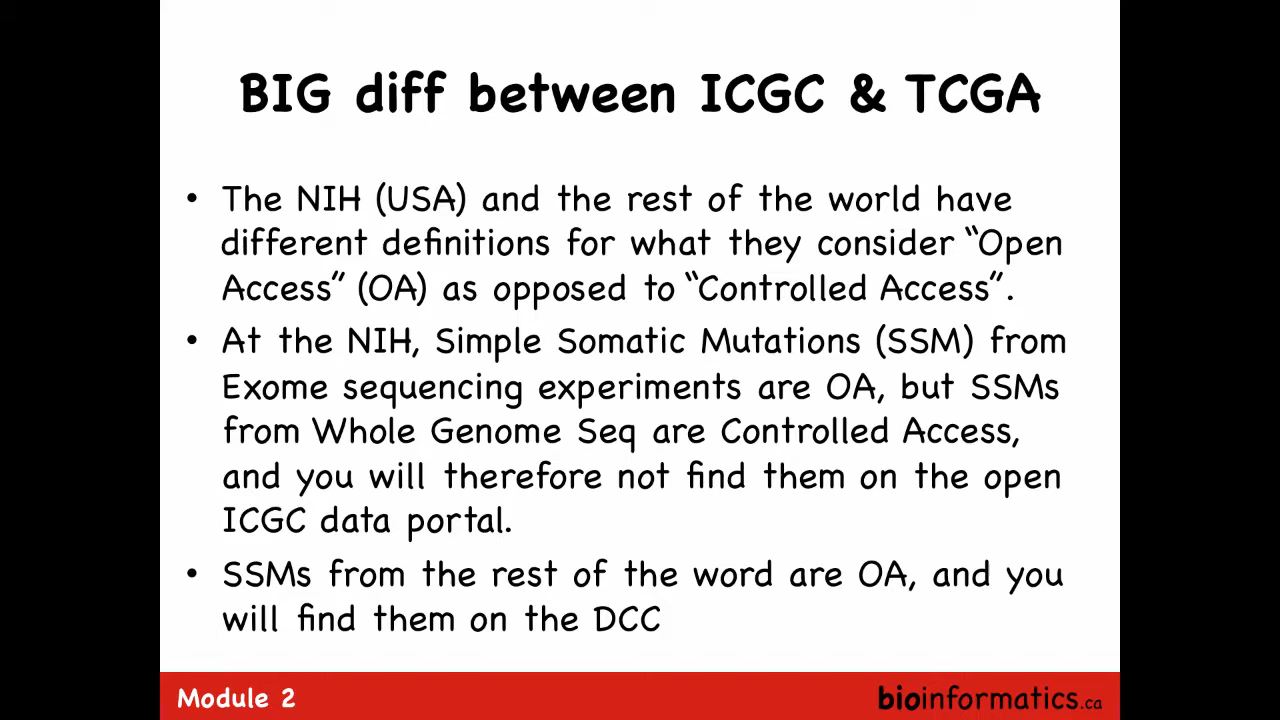 BIG diff between ICGC & TCGA
• The NIH (USA) and the rest of the world have
different definitions for what they consider “Open
Access” (OA) as opposed to “Controlled Access”.
• At the NIH, Simple Somatic Mutations (SSM) from
Exome sequencing experiments are OA, but SSMs
from Whole Genome Seq are Controlled Access,
and you will therefore not find them on the open
ICGC data portal.
• SSMs from the rest of the word are OA, and you
will find them on the DCC
Module 2
bioinformatics.ca